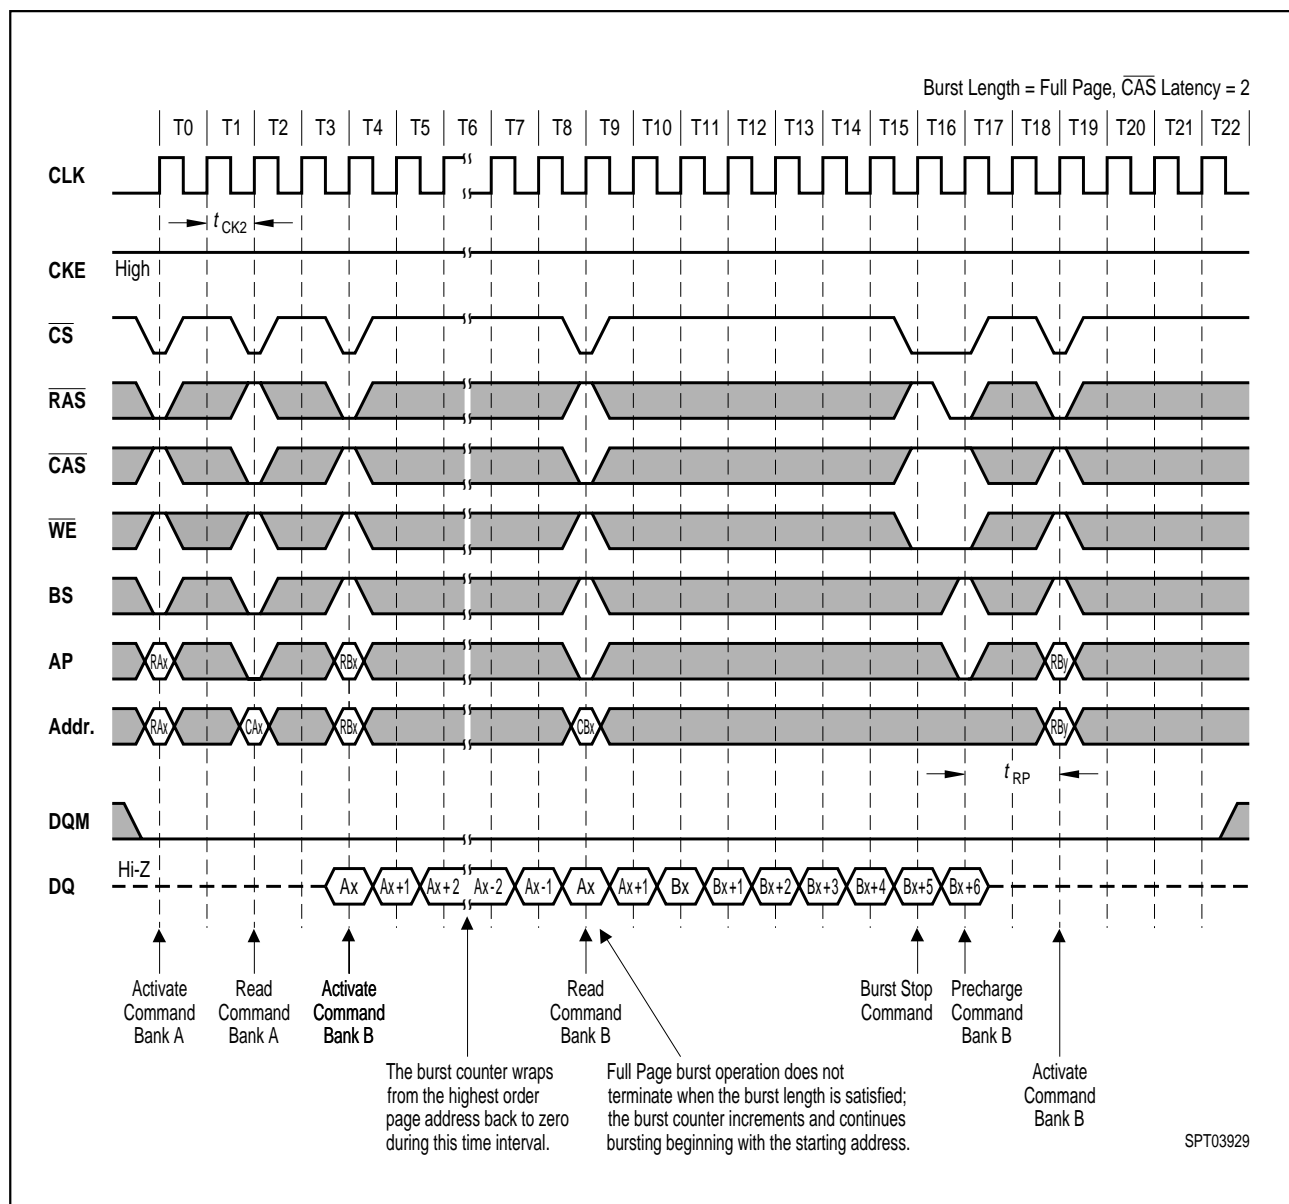 Burst Length = Full Page, CAS Latency = 2
T0 T1 T2 T3 T4 T5 T6 T7 T8 T9 T10 T11 T12 T13 T14 T15 T16 T17 T18 T19 T20 T21 T22
CLK
t CK2
CKE High
CS
RAS
CAS
WE
BS
AP RAx RBx RBy
Addr. RAx CAx RBx CBx RBy
t RP
DQM
Hi-Z
DQ Ax Ax+1 Ax+2 Ax-2 Ax-1 Ax Ax+1 Bx Bx+1 Bx+2 Bx+3 Bx+4 Bx+5 Bx+6
Activate
Command
Bank A
Read
Command
Bank A
Activate
Command
Bank B
Read
Command
Bank B
Burst Stop
Command
Precharge
Command
Bank B
The burst counter wraps
from the highest order
page address back to zero
during this time interval.
Full Page burst operation does not
terminate when the burst length is satisfied;
the burst counter increments and continues
bursting beginning with the starting address.
Activate
Command
Bank B
SPT03929